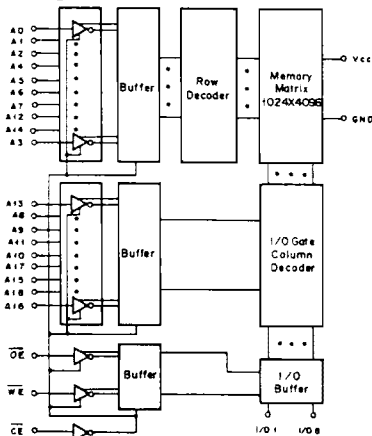 A0
A1
A2
A4
A5
A6
A7
A12
A14
A3
Buffer
Row
Decoder
Memory
Matrix
1024X4096
Vcc
GND
A13
A8
A9
A11
A10
A17
A15
A18
A16
Buffer
I/O Gate
Column
Decoder
OE
WE
CE
Buffer
I/O
Buffer
I/O 1
I/O 8